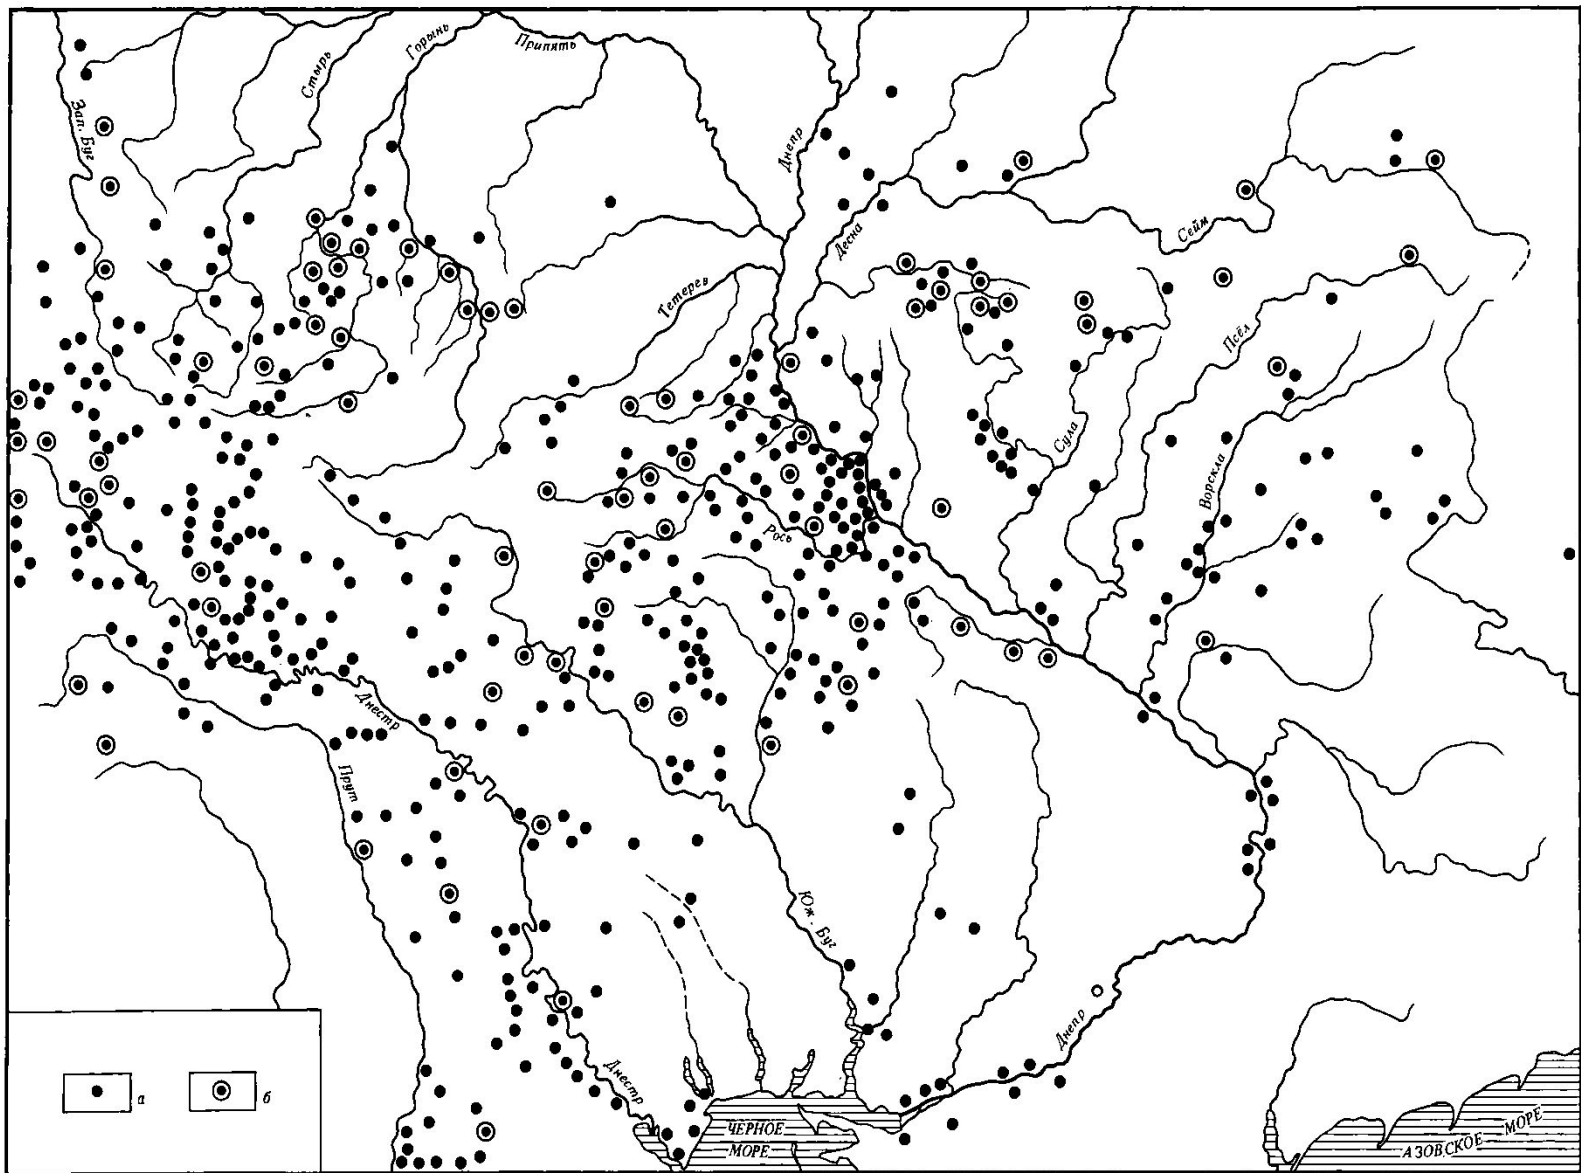 Стырь
Горынь
Припять
Зап. Буг
Днепр
Десна
Сейм
Тетерев
Псёл
Сула
Ворскла
Рось
Днестр
Прут
Юж. Буг
Днепр
Днестр
а
б
ЧЕРНОЕ
МОРЕ
АЗОВСКОЕ МОРЕ